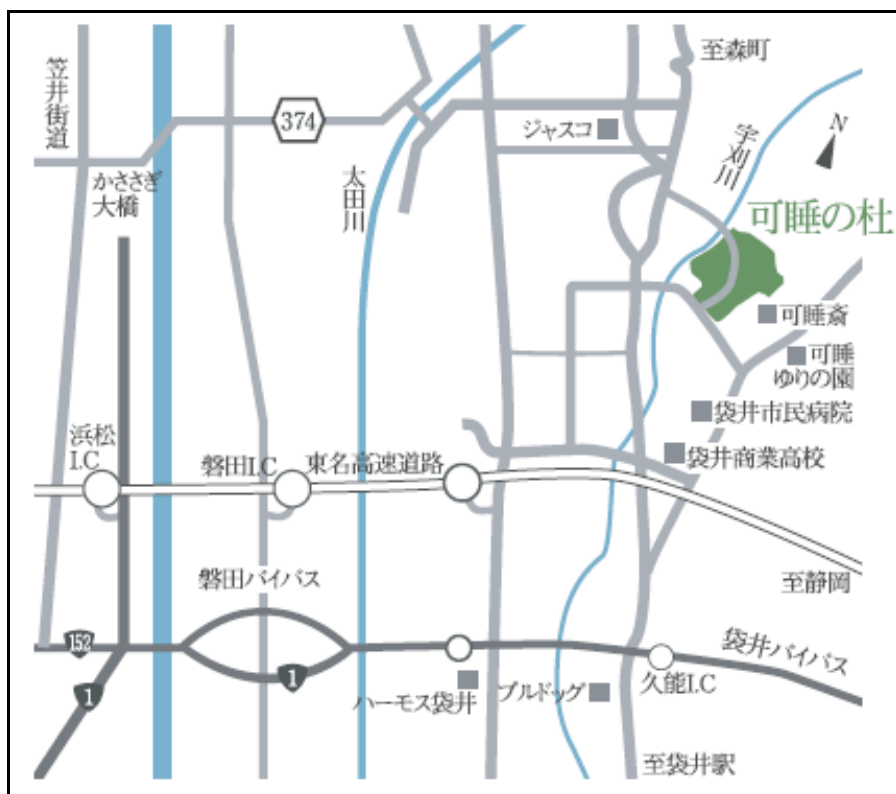 笠井街道
374
かささぎ
大橋
太田川
ジャスコ
至森町
宇刈川
N
可睡の杜
可睡斎
可睡
ゆりの園
袋井市民病院
袋井商業高校
浜松
I.C
磐田I.C
東名高速道路
至静岡
磐田バイパス
152
1
1
ハーモス袋井
ブルドッグ
久能I.C
袋井バイパス
至袋井駅